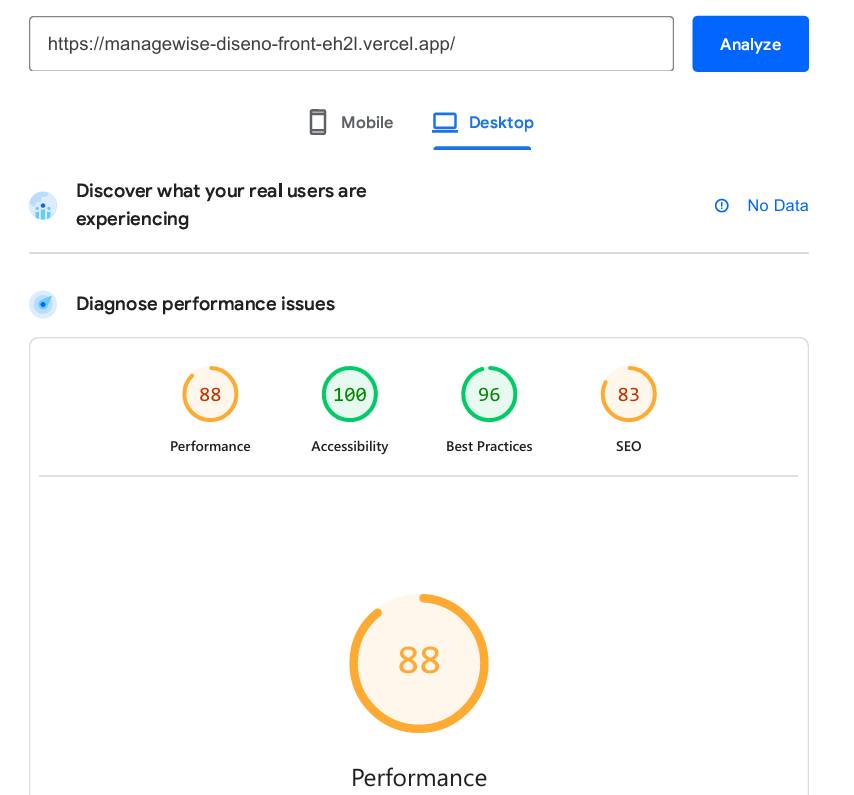 https://managewise-diseno-front-eh2l.vercel.app/
Analyze
Mobile
Desktop
Discover what your real users are
experiencing
No Data
Diagnose performance issues
88
100
96
83
Performance
Accessibility
Best Practices
SEO
88
Performance